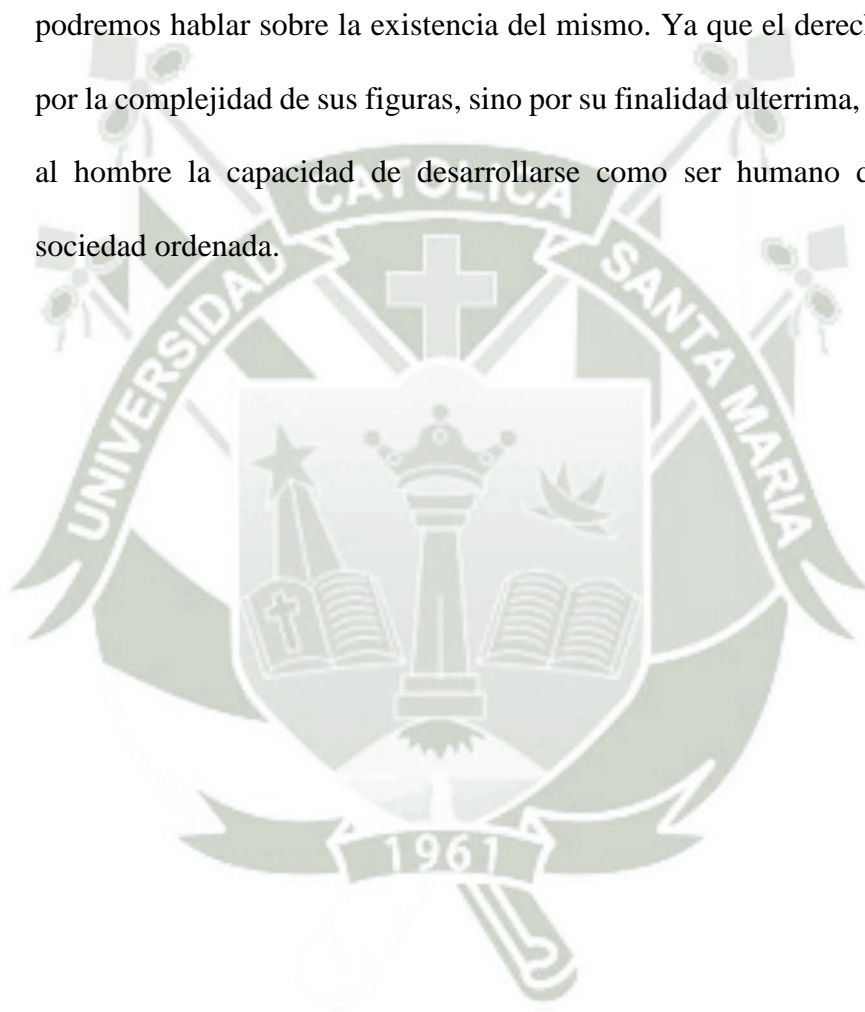 podremos hablar sobre la existencia del mismo. Ya que el derec
por la complejidad de sus figuras, sino por su finalidad ulterrima,
al hombre la capacidad de desarrollarse como ser humano
sociedad ordenada.
CATOLICA
UNIVERSIDAD
SANTA MARIA
1961